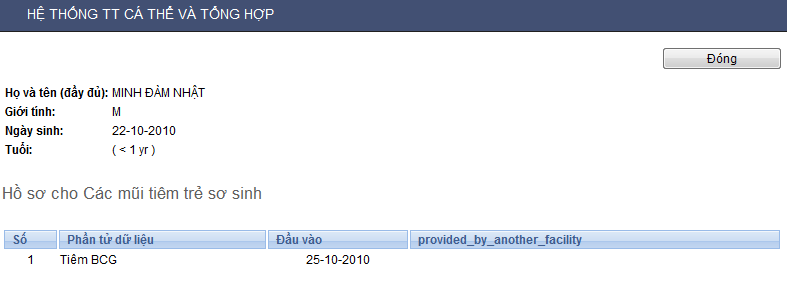 HỆ THỐNG TT CÁ THỂ VÀ TỔNG HỢP
Đóng
Họ và tên (đầy đủ): MINH ĐÀM NHẬT
Giới tính: M
Ngày sinh: 22-10-2010
Tuổi: ( < 1 yr )
Hồ sơ cho Các mũi tiêm trẻ sơ sinh
Số Phần tử dữ liệu Đầu vào provided_by_another_facility
1 Tiêm BCG 25-10-2010